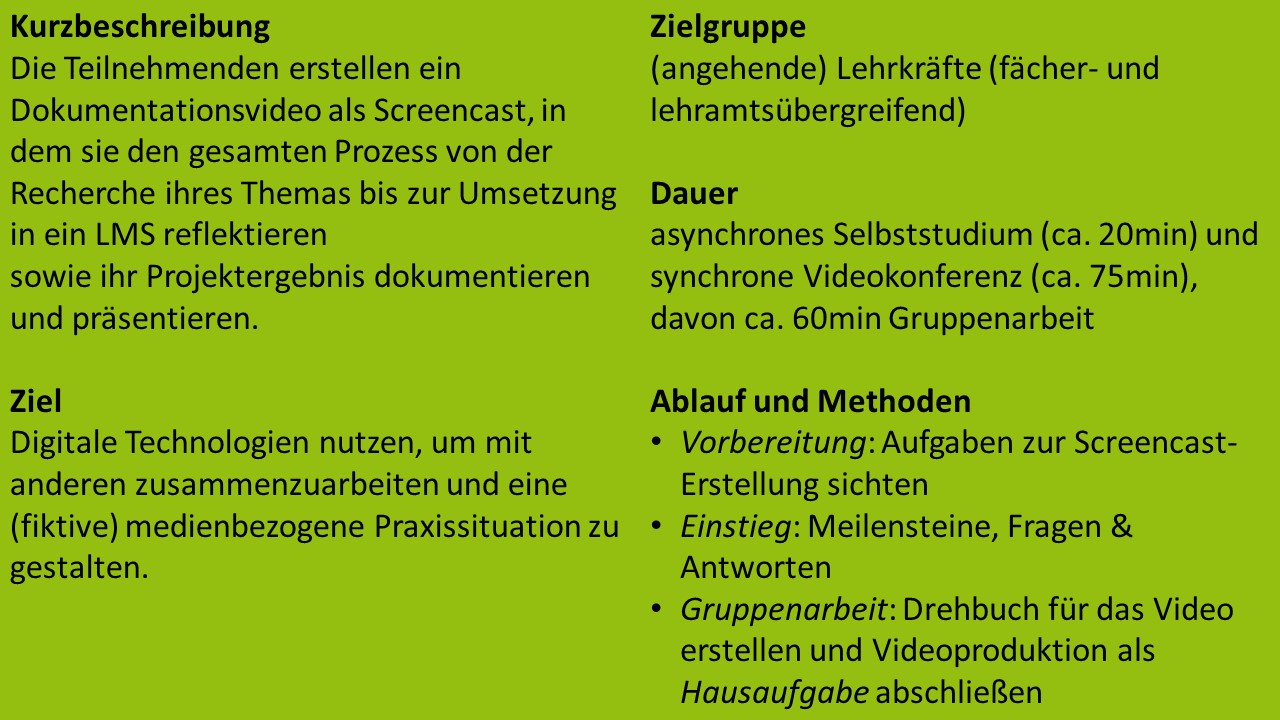 Kurzbeschreibung
Die Teilnehmenden erstellen ein
Dokumentationsvideo als Screencast, in
dem sie den gesamten Prozess von der
Recherche ihres Themas bis zur Umsetzung
in ein LMS reflektieren
sowie ihr Projektergebnis dokumentieren
und präsentieren.
Ziel
Digitale Technologien nutzen, um mit
anderen zusammenzuarbeiten und eine
(fiktive) medienbezogene Praxissituation zu
gestalten.
Zielgruppe
(angehende) Lehrkräfte (fächer- und
lehramtsübergreifend)
Dauer
asynchrones Selbststudium (ca. 20min) und
synchrone Videokonferenz (ca. 75min),
davon ca. 60min Gruppenarbeit
Ablauf und Methoden
• Vorbereitung: Aufgaben zur Screencast-
Erstellung sichten
• Einstieg: Meilensteine, Fragen &
Antworten
• Gruppenarbeit: Drehbuch für das Video
erstellen und Videoproduktion als
Hausaufgabe abschließen